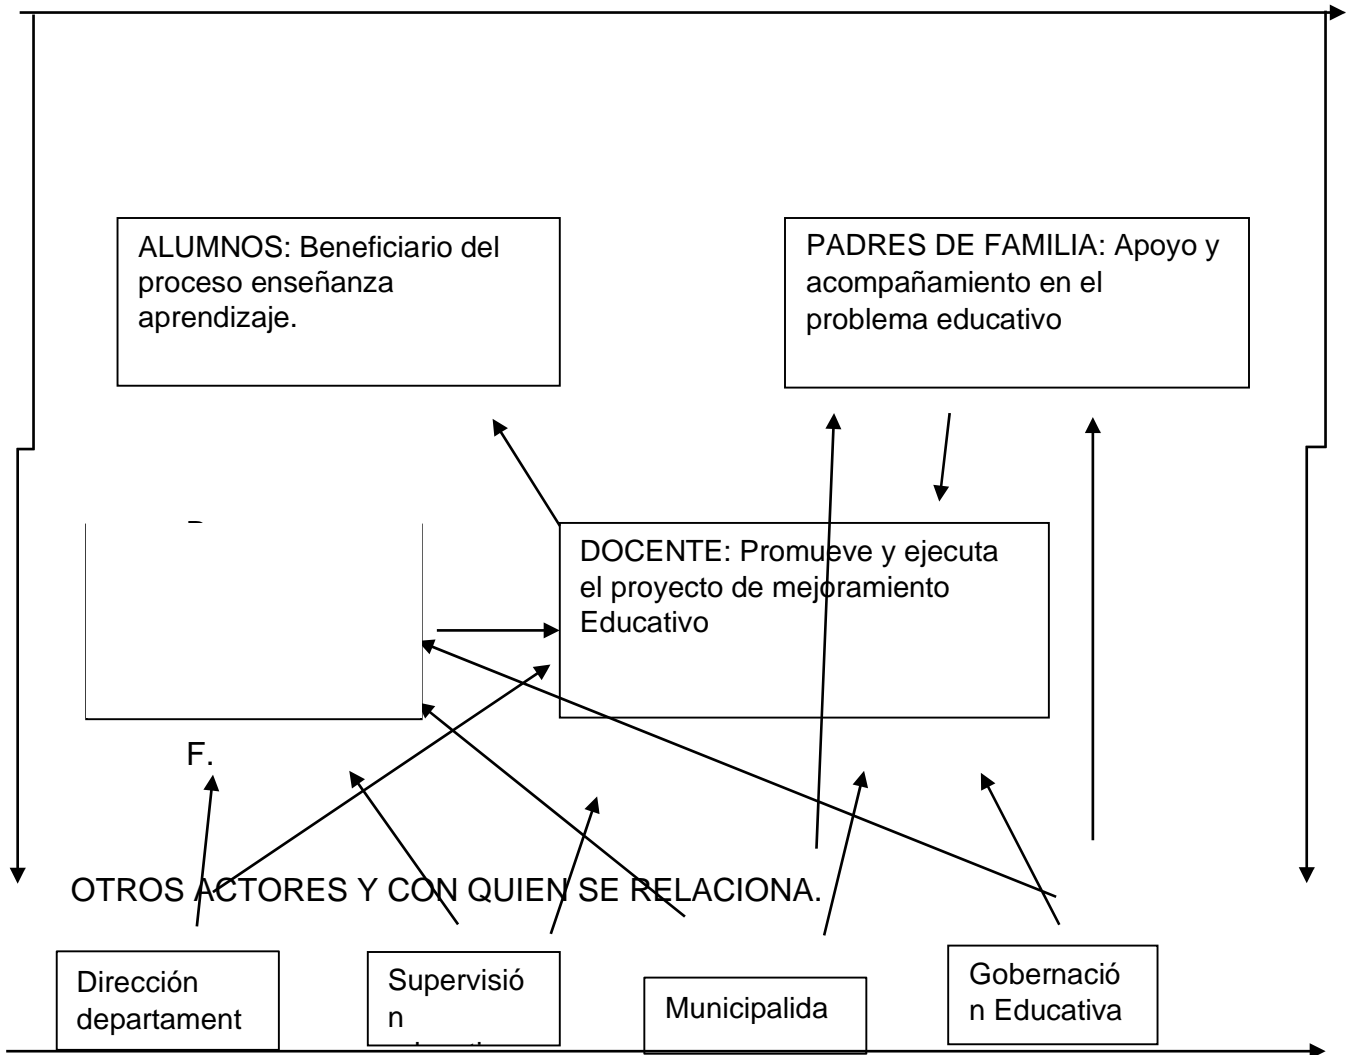 ALUMNOS: Beneficiario del
proceso enseñanza
aprendizaje.
PADRES DE FAMILIA: Apoyo y
acompañamiento en el
problema educativo
DOCENTE: Promueve y ejecuta
el proyecto de mejoramiento
Educativo
F.
OTROS ACTORES Y CON QUIEN SE RELACIONA.
Dirección
departament
Supervisió
n
Municipalida
Gobernació
n Educativa